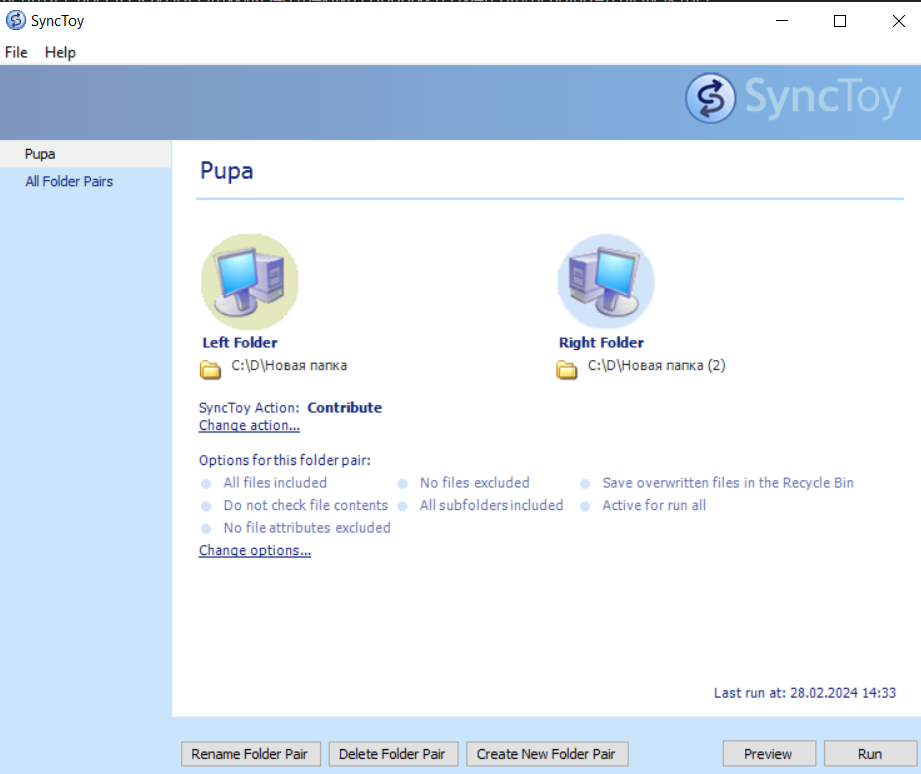 SyncToy
File Help
SyncToy
Pupa
All Folder Pairs
Pupa
Left Folder
C:\D\Новая папка
Right Folder
C:\D\Новая папка (2)
SyncToy Action: Contribute
Change action...
Options for this folder pair:
All files included
No files excluded
Save overwritten files in the Recycle Bin
Do not check file contents
All subfolders included
Active for run all
No file attributes excluded
Change options...
Last run at: 28.02.2024 14:33
Rename Folder Pair
Delete Folder Pair
Create New Folder Pair
Preview
Run